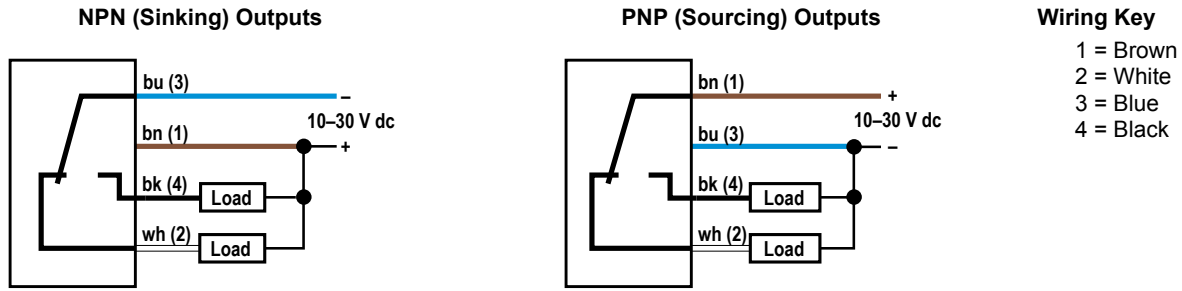 NPN (Sinking) Outputs
bu (3)
–
10–30 V dc
bn (1)
+
bk (4)
Load
wh (2)
Load
PNP (Sourcing) Outputs
bn (1)
+
10–30 V dc
bu (3)
–
bk (4)
Load
wh (2)
Load
Wiring Key
1 = Brown
2 = White
3 = Blue
4 = Black